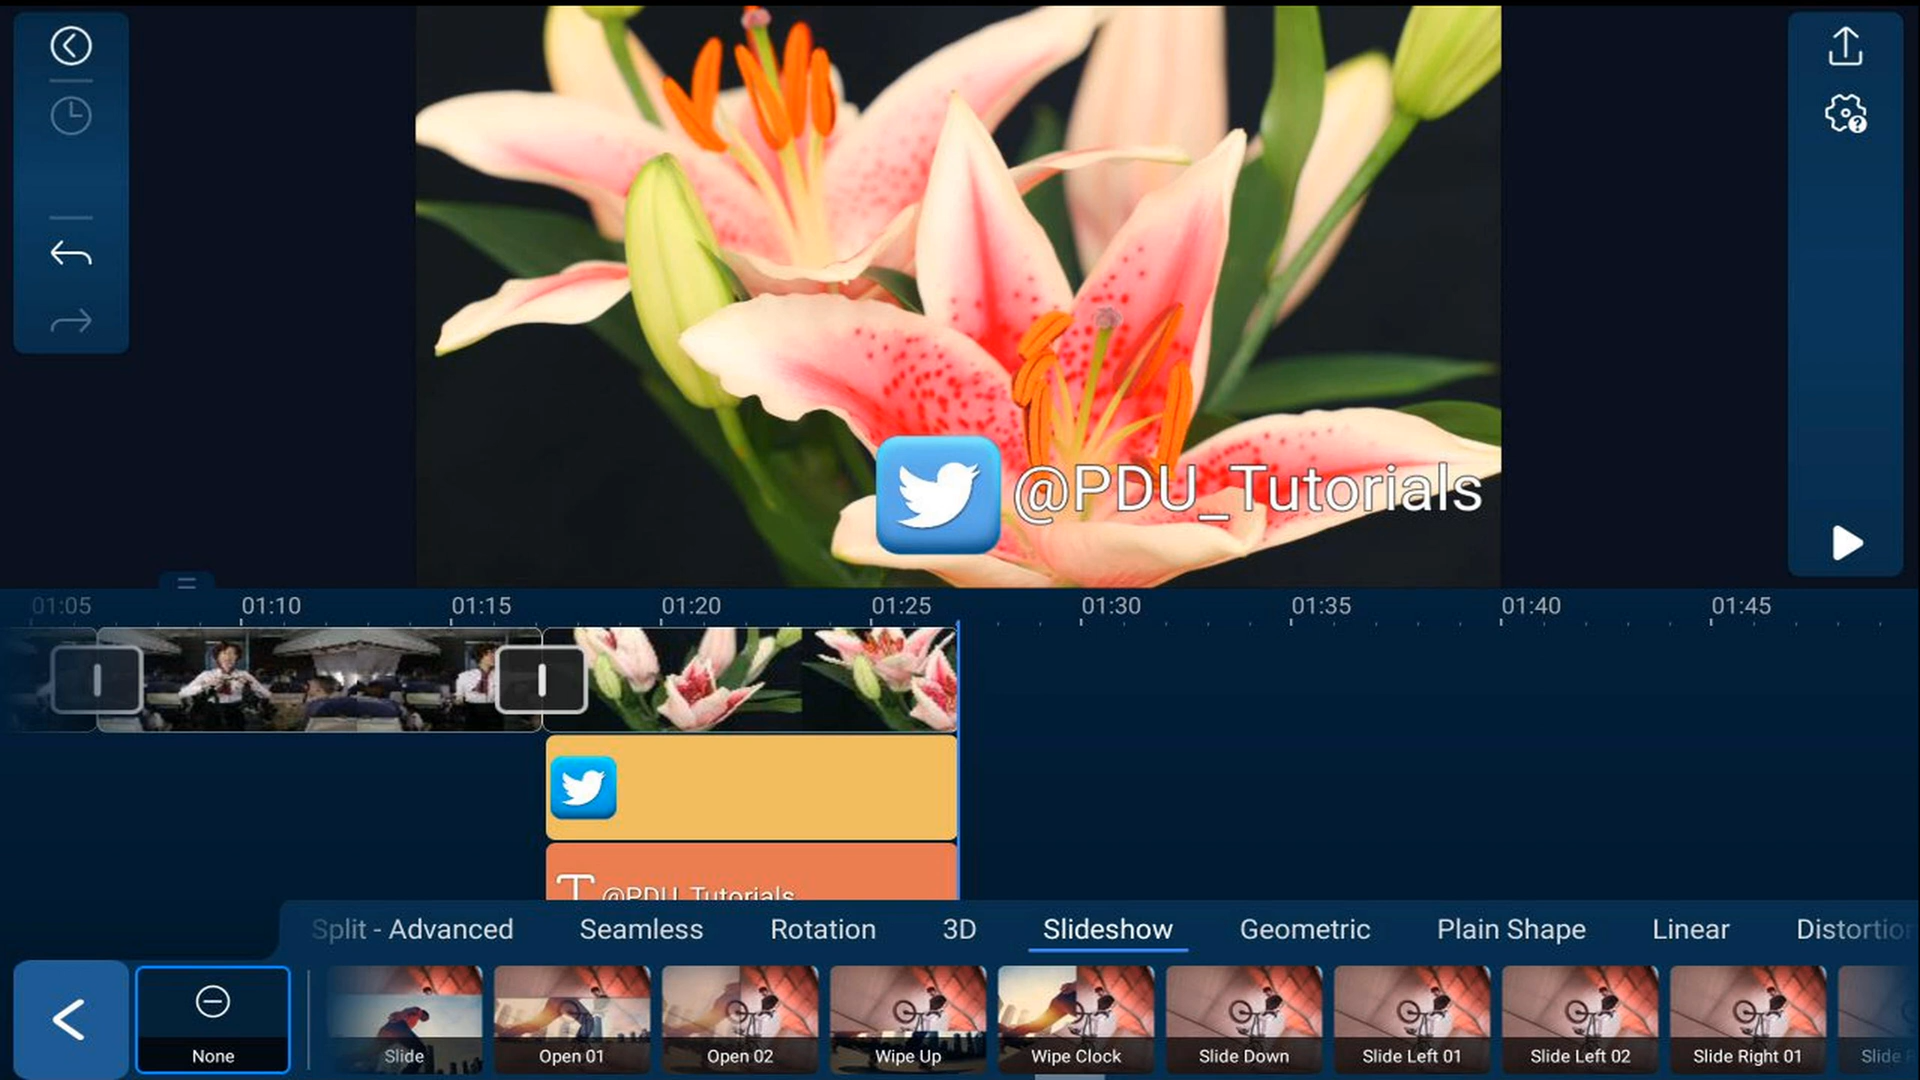 @PDU_Tutorials
01:05 01:10 01:15 01:20 01:25 01:30 01:35 01:40 01:45
@PDU_Tutorials
Split - Advanced Seamless Rotation 3D Slideshow Geometric Plain Shape Linear Distortion
None Slide Open 01 Open 02 Wipe Up Wipe Clock Slide Down Slide Left 01 Slide Left 02 Slide Right 01 Slide